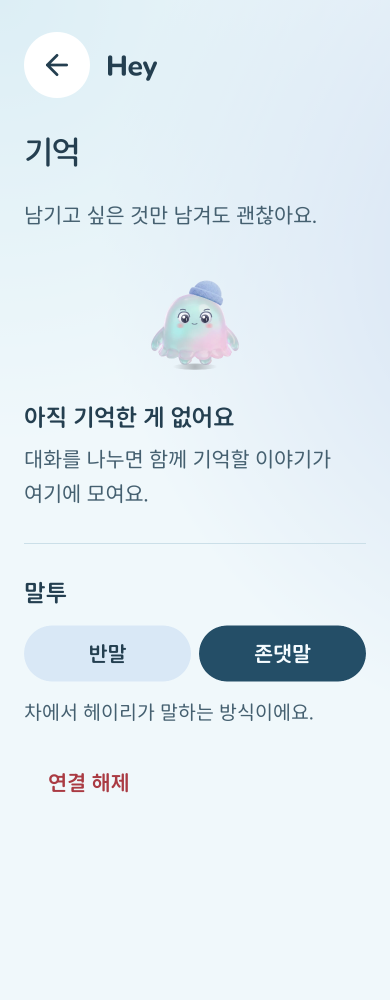 Hey
기억
남기고 싶은 것만 남겨도 괜찮아요.
아직 기억한 게 없어요
대화를 나누면 함께 기억할 이야기가
여기에 모여요.
말투
반말
존댓말
차에서 헤이리가 말하는 방식이에요.
연결 해제